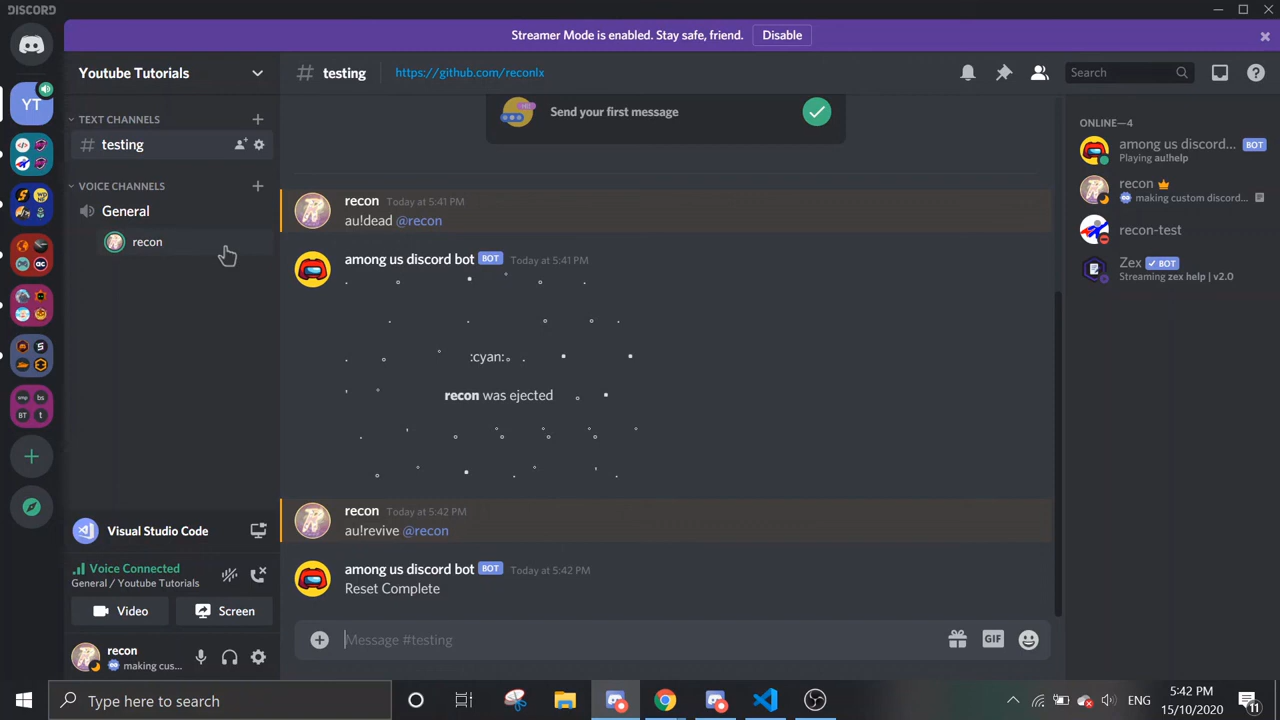 DISCORD
Streamer Mode is enabled. Stay safe, friend.
Disable
YT
Youtube Tutorials
TEXT CHANNELS
# testing
VOICE CHANNELS
General
recon
# testing
https://github.com/reconlx
Search
Send your first message
recon Today at 5:41 PM
au!dead @recon
among us discord bot BOT Today at 5:41 PM
:cyan:
recon was ejected
recon Today at 5:42 PM
au!revive @recon
among us discord bot BOT Today at 5:42 PM
Reset Complete
Message #testing
GIF
ONLINE—4
among us discord... BOT
Playing au!help
recon
making custom discord...
recon-test
Zex ✓ BOT
Streaming zex help | v2.0
Visual Studio Code
Voice Connected
General / Youtube Tutorials
Video
Screen
recon
making cus...
Type here to search
ENG
5:42 PM
15/10/2020
11